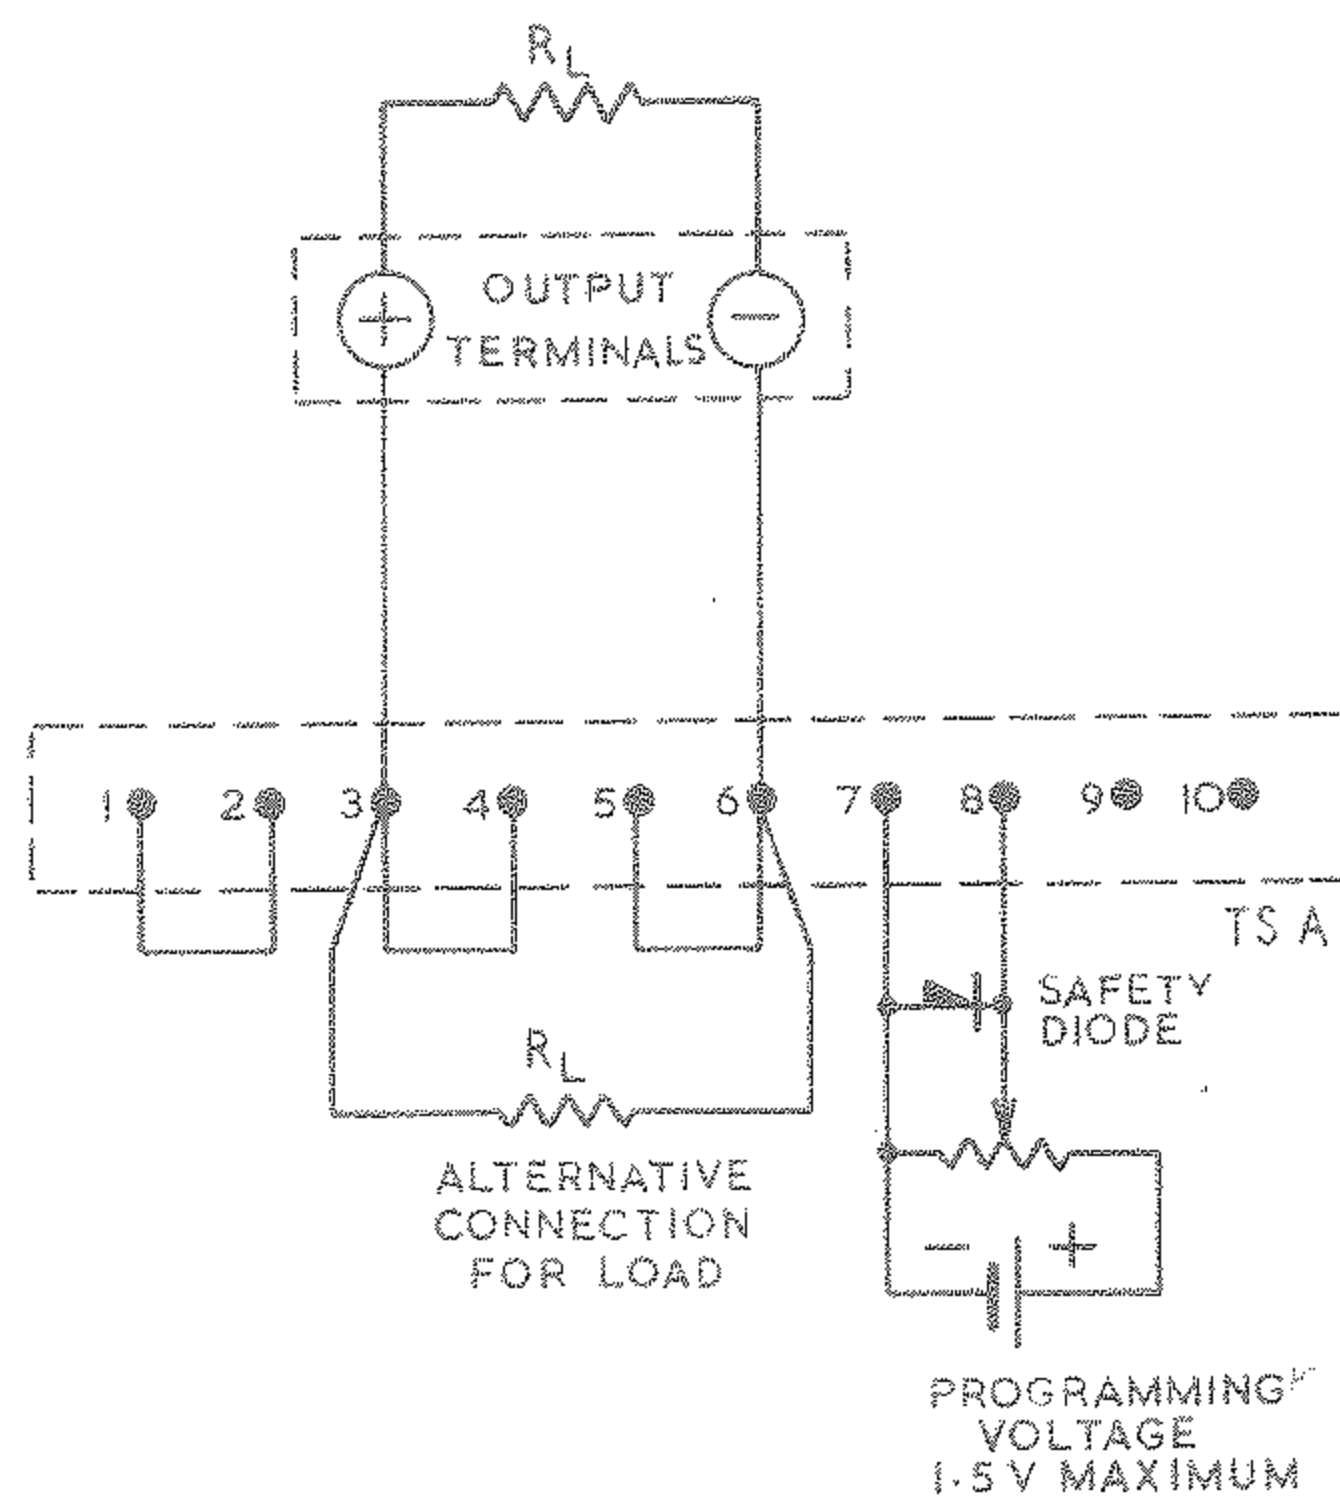 RL
+
OUTPUT
TERMINALS
−
1 2 3 4 5 6 7 8 9 10
TS A
SAFETY
DIODE
RL
ALTERNATIVE
CONNECTION
FOR LOAD
− +
PROGRAMMING
VOLTAGE
1.5V MAXIMUM